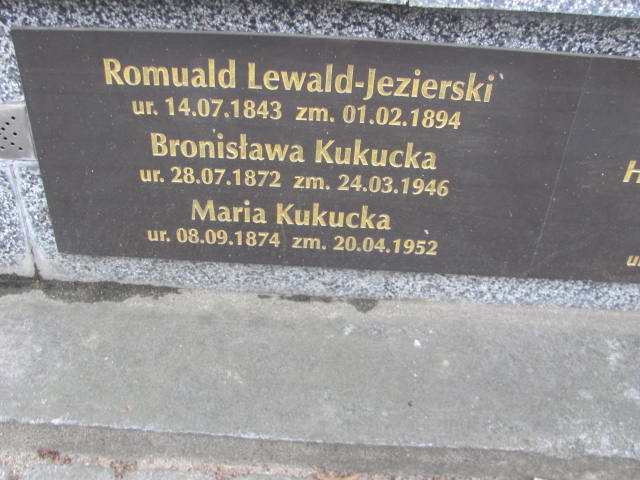 Romuald Lewald-Jezierski
ur. 14.07.1843 zm. 01.02.1894
Bronisława Kukucka
ur. 28.07.1872 zm. 24.03.1946
Maria Kukucka
ur. 08.09.1874 zm. 20.04.1952